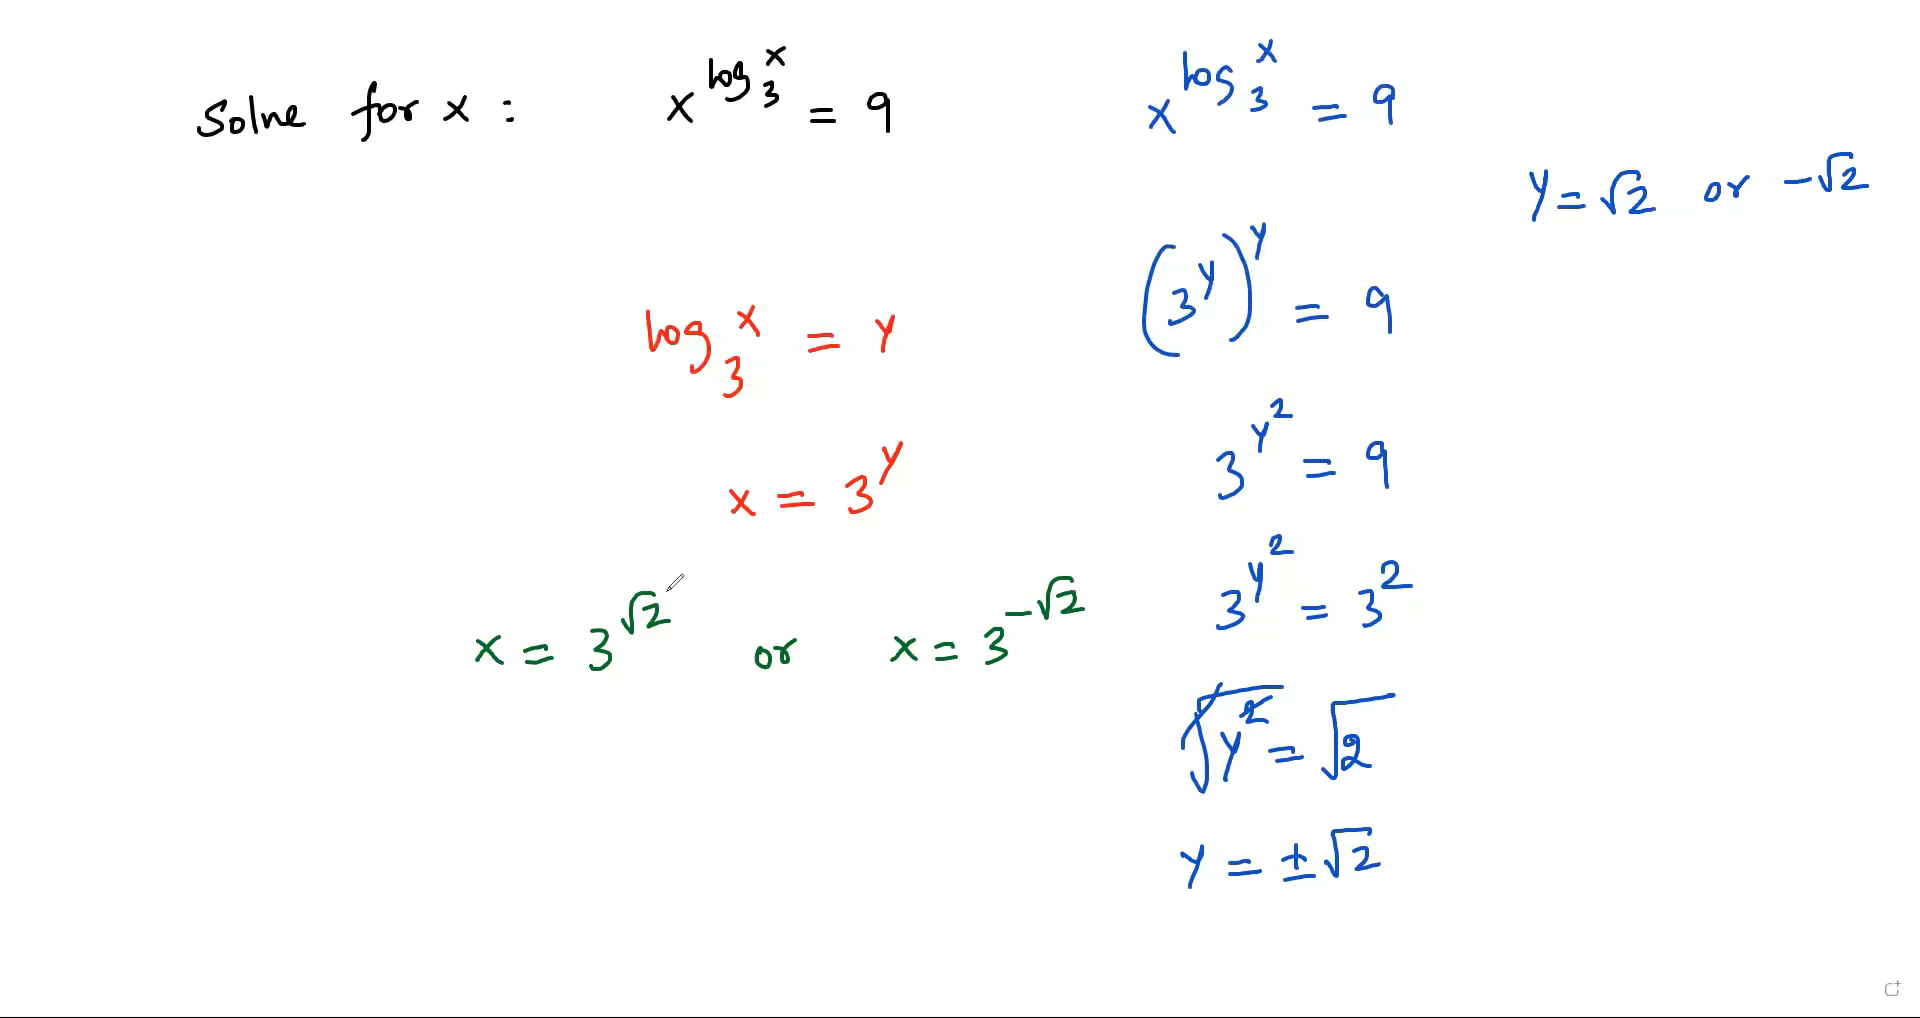 Solve for x : x^log_3^x = 9
log_3^x = y
x = 3^y
x = 3^√2 or x = 3^-√2
x^log_3^x = 9
(3^y)^y = 9
3^y^2 = 9
3^y^2 = 3^2
√y^2 = √2
y = ±√2
y = √2 or -√2